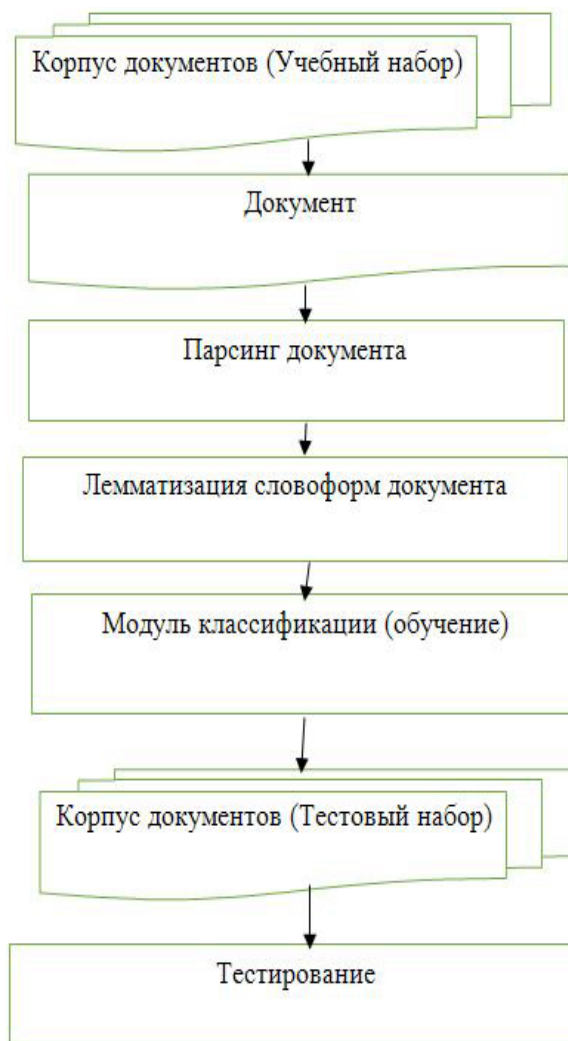 Корпус документов (Учебный набор)
Документ
Парсинг документа
Лемматизация словоформ документа
Модуль классификации (обучение)
Корпус документов (Тестовый набор)
Тестирование